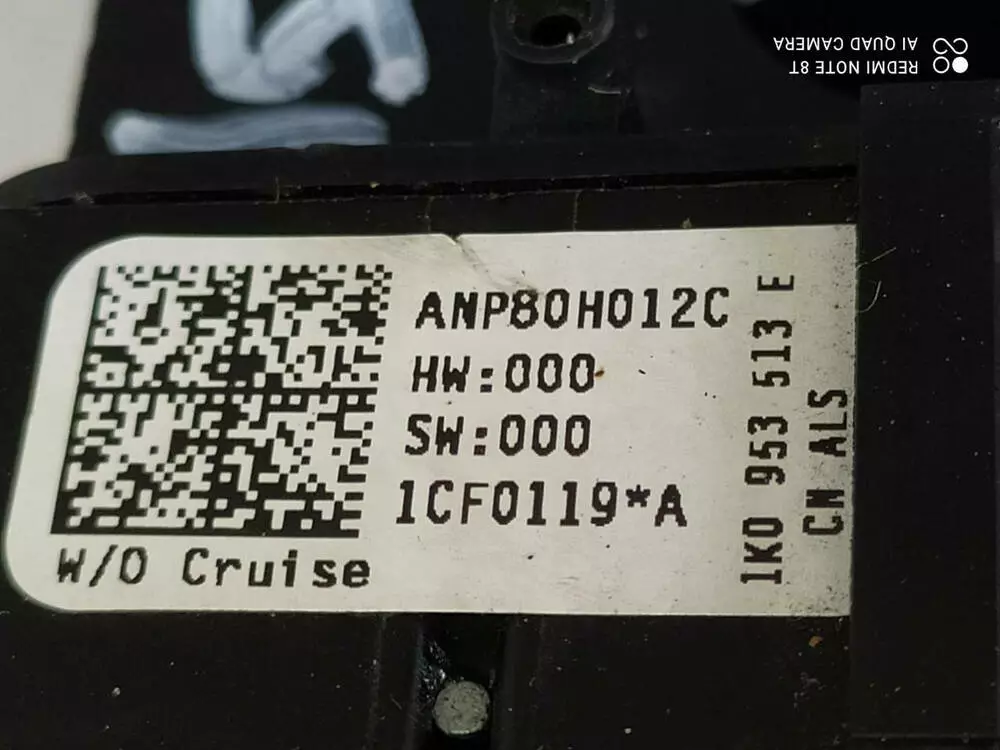 ANP80H012C
HW:000
SW:000
1CF0119*A
W/O Cruise
1K0 953 513 E
CN ALS
REDMI NOTE 8T
AI QUAD CAMERA